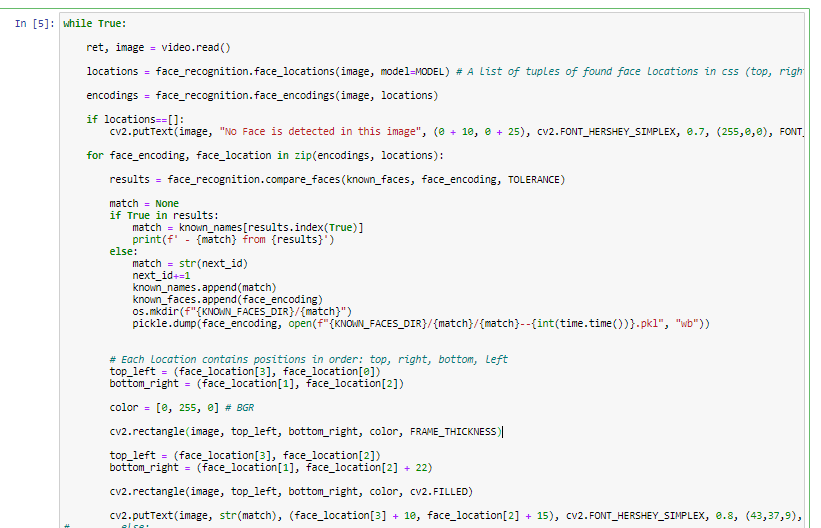 In [5]: while True:
ret, image = video.read()
locations = face_recognition.face_locations(image, model=MODEL) # A list of tuples of found face locations in css (top, righ
encodings = face_recognition.face_encodings(image, locations)
if locations==[]:
cv2.putText(image, "No Face is detected in this image", (0 + 10, 0 + 25), cv2.FONT_HERSHEY_SIMPLEX, 0.7, (255,0,0), FONT_
for face_encoding, face_location in zip(encodings, locations):
results = face_recognition.compare_faces(known_faces, face_encoding, TOLERANCE)
match = None
if True in results:
match = known_names[results.index(True)]
print(f' - {match} from {results}')
else:
match = str(next_id)
next_id+=1
known_names.append(match)
known_faces.append(face_encoding)
os.mkdir(f"{KNOWN_FACES_DIR}/{match}")
pickle.dump(face_encoding, open(f"{KNOWN_FACES_DIR}/{match}/{match}--{int(time.time())}.pkl", "wb"))
# Each location contains positions in order: top, right, bottom, left
top_left = (face_location[3], face_location[0])
bottom_right = (face_location[1], face_location[2])
color = [0, 255, 0] # BGR
cv2.rectangle(image, top_left, bottom_right, color, FRAME_THICKNESS)
top_left = (face_location[3], face_location[2])
bottom_right = (face_location[1], face_location[2] + 22)
cv2.rectangle(image, top_left, bottom_right, color, cv2.FILLED)
cv2.putText(image, str(match), (face_location[3] + 10, face_location[2] + 15), cv2.FONT_HERSHEY_SIMPLEX, 0.8, (43,37,9),
# else: